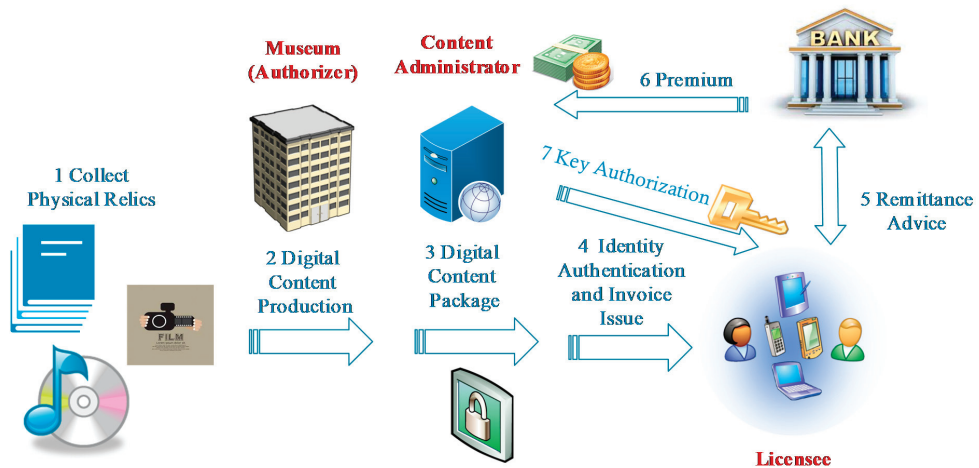 Museum
(Authorizer)
Content
Administrator
BANK
6 Premium
7 Key Authorization
1 Collect
Physical Relics
5 Remittance
Advice
2 Digital
Content
Production
3 Digital
Content
Package
4 Identity
Authentication
and Invoice
Issue
FILM
Licensee